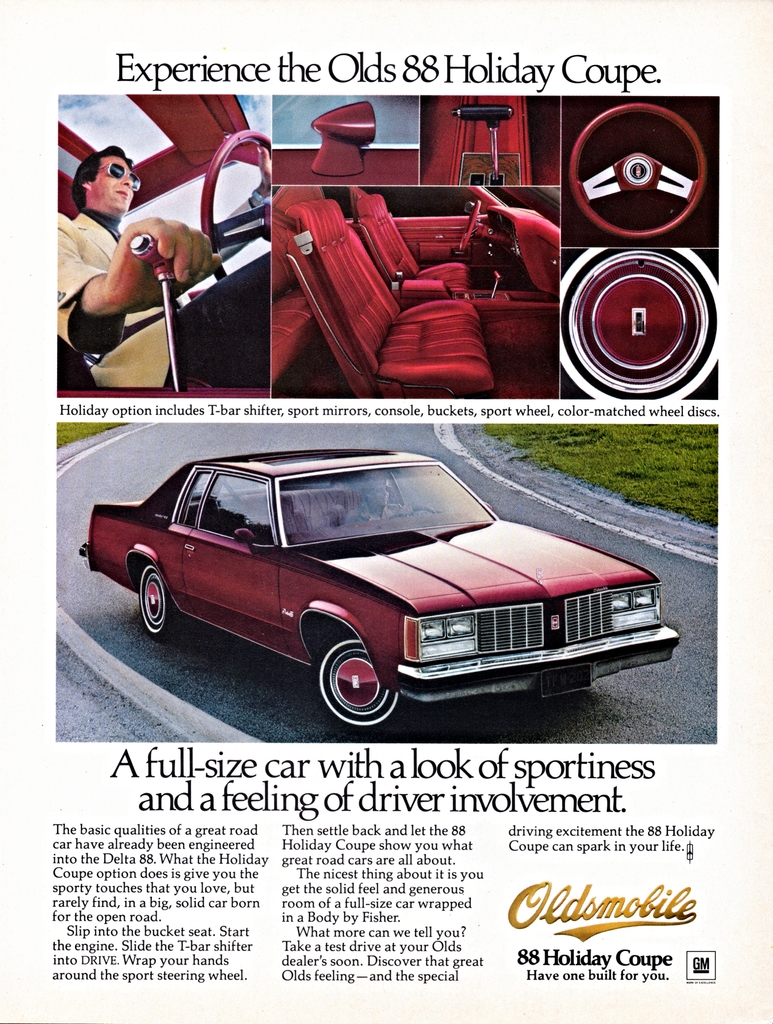 Experience the Olds 88 Holiday Coupe.
Holiday option includes T-bar shifter, sport mirrors, console, buckets, sport wheel, color-matched wheel discs.
A full-size car with a look of sportiness
and a feeling of driver involvement.
The basic qualities of a great road
car have already been engineered
into the Delta 88. What the Holiday
Coupe option does is give you the
sporty touches that you love, but
rarely find, in a big, solid car born
for the open road.
Slip into the bucket seat. Start
the engine. Slide the T-bar shifter
into DRIVE. Wrap your hands
around the sport steering wheel.
Then settle back and let the 88
Holiday Coupe show you what
great road cars are all about.
The nicest thing about it is you
get the solid feel and generous
room of a full-size car wrapped
in a Body by Fisher.
What more can we tell you?
Take a test drive at your Olds
dealer's soon. Discover that great
Olds feeling—and the special
driving excitement the 88 Holiday
Coupe can spark in your life.
Oldsmobile
88 Holiday Coupe
Have one built for you.
GM
MARK OF EXCELLENCE